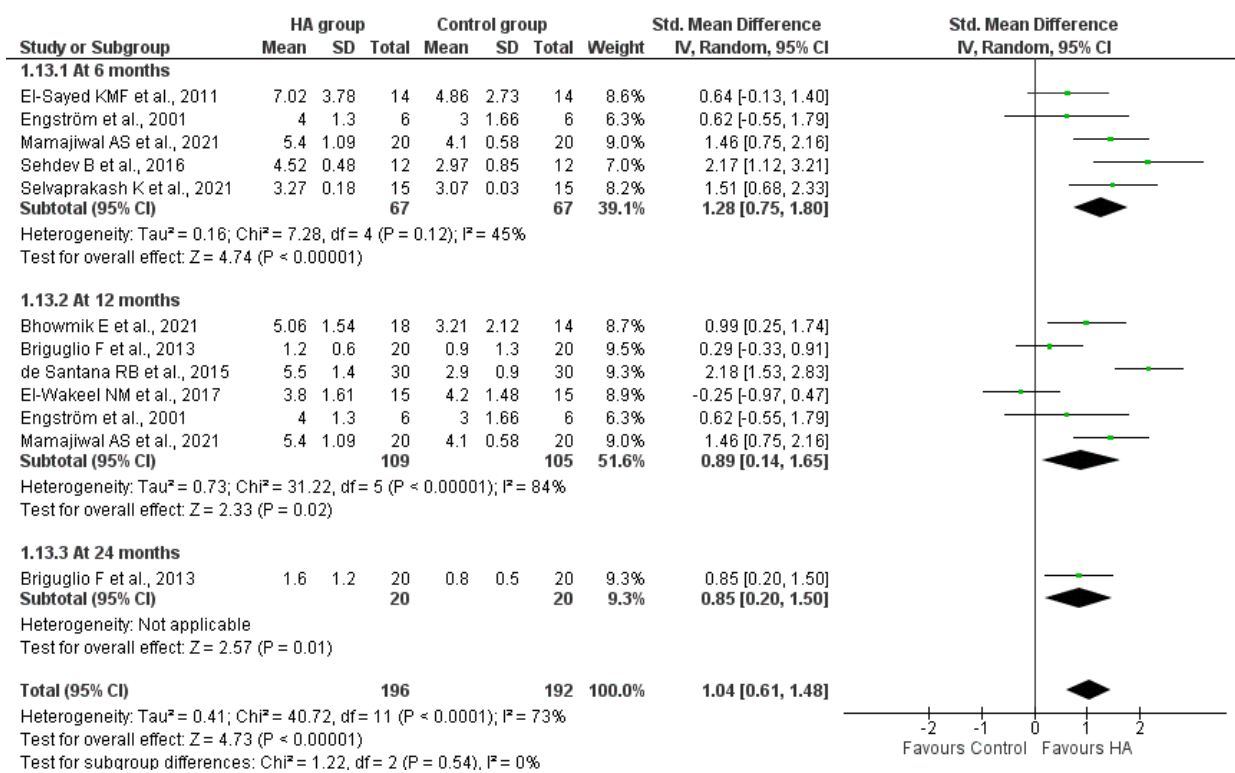 HA group Control group Std. Mean Difference Std. Mean Difference
Study or Subgroup Mean SD Total Mean SD Total Weight IV, Random, 95% CI IV, Random, 95% CI
1.13.1 At 6 months
El-Sayed KMF et al., 2011 7.02 3.78 14 4.86 2.73 14 8.6% 0.64 [-0.13, 1.40]
Engström et al., 2001 4 1.3 6 3 1.66 6 6.3% 0.62 [-0.55, 1.79]
Mamajiwal AS et al., 2021 5.4 1.09 20 4.1 0.58 20 9.0% 1.46 [0.75, 2.16]
Sehdev B et al., 2016 4.52 0.48 12 2.97 0.85 12 7.0% 2.17 [1.12, 3.21]
Selvaprakash K et al., 2021 3.27 0.18 15 3.07 0.03 15 8.2% 1.51 [0.68, 2.33]
Subtotal (95% CI) 67 67 39.1% 1.28 [0.75, 1.80]
Heterogeneity: Tau² = 0.16; Chi² = 7.28, df = 4 (P = 0.12); I² = 45%
Test for overall effect: Z = 4.74 (P < 0.00001)
1.13.2 At 12 months
Bhowmik E et al., 2021 5.06 1.54 18 3.21 2.12 14 8.7% 0.99 [0.25, 1.74]
Briguglio F et al., 2013 1.2 0.6 20 0.9 1.3 20 9.5% 0.29 [-0.33, 0.91]
de Santana RB et al., 2015 5.5 1.4 30 2.9 0.9 30 9.3% 2.18 [1.53, 2.83]
El-Wakeel NM et al., 2017 3.8 1.61 15 4.2 1.48 15 8.9% -0.25 [-0.97, 0.47]
Engström et al., 2001 4 1.3 6 3 1.66 6 6.3% 0.62 [-0.55, 1.79]
Mamajiwal AS et al., 2021 5.4 1.09 20 4.1 0.58 20 9.0% 1.46 [0.75, 2.16]
Subtotal (95% CI) 109 105 51.6% 0.89 [0.14, 1.65]
Heterogeneity: Tau² = 0.73; Chi² = 31.22, df = 5 (P < 0.00001); I² = 84%
Test for overall effect: Z = 2.33 (P = 0.02)
1.13.3 At 24 months
Briguglio F et al., 2013 1.6 1.2 20 0.8 0.5 20 9.3% 0.85 [0.20, 1.50]
Subtotal (95% CI) 20 20 9.3% 0.85 [0.20, 1.50]
Heterogeneity: Not applicable
Test for overall effect: Z = 2.57 (P = 0.01)
Total (95% CI) 196 192 100.0% 1.04 [0.61, 1.48]
Heterogeneity: Tau² = 0.41; Chi² = 40.72, df = 11 (P < 0.0001); I² = 73%
Test for overall effect: Z = 4.73 (P < 0.00001)
Test for subgroup differences: Chi² = 1.22, df = 2 (P = 0.54), I² = 0%
-2 -1 0 1 2
Favours Control Favours HA